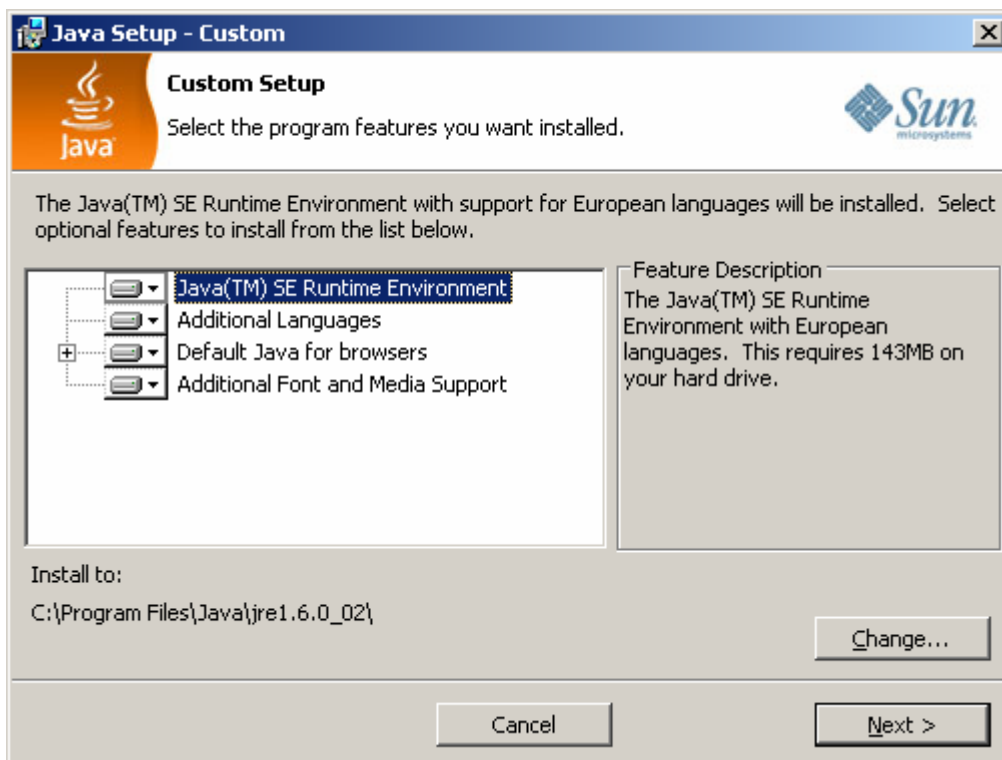 Java Setup - Custom
Java
Custom Setup
Select the program features you want installed.
Sun
microsystems
The Java(TM) SE Runtime Environment with support for European languages will be installed.  Select
optional features to install from the list below.
Java(TM) SE Runtime Environment
Additional Languages
Default Java for browsers
Additional Font and Media Support
Feature Description
The Java(TM) SE Runtime
Environment with European
languages.  This requires 143MB on
your hard drive.
Install to:
C:\Program Files\Java\jre1.6.0_02\
Change...
Cancel
Next >